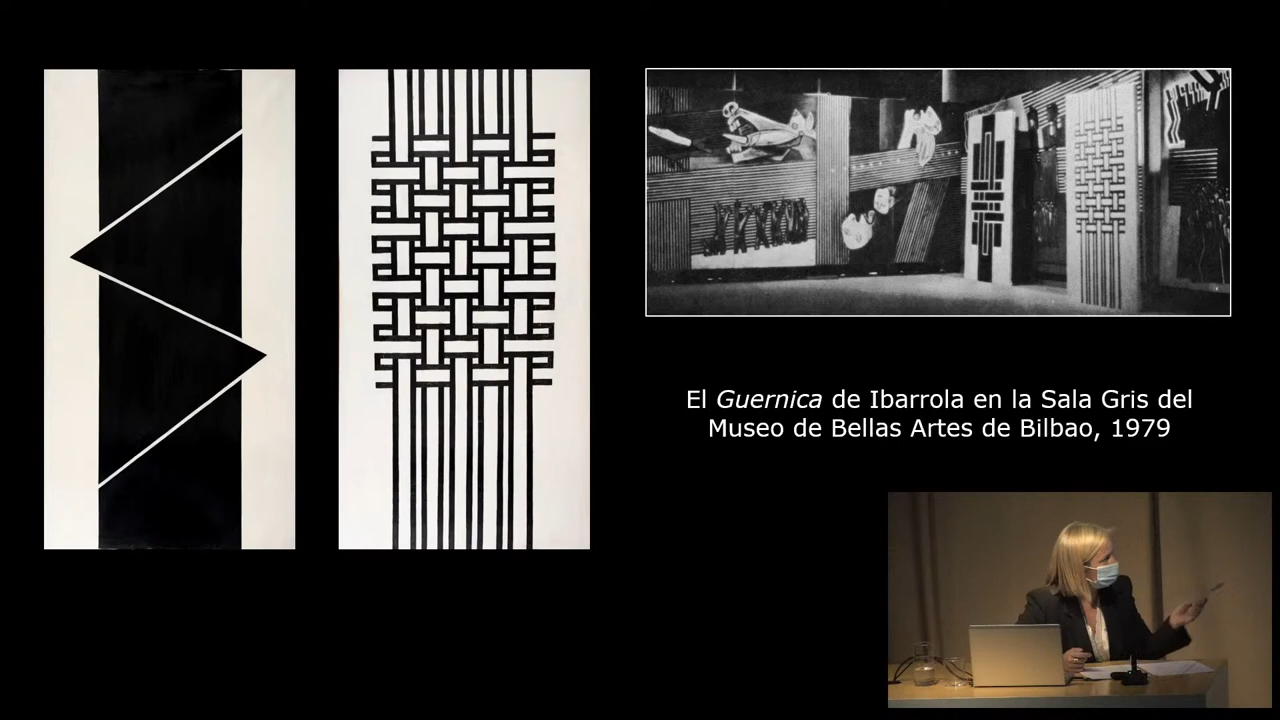 El Guernica de Ibarrola en la Sala Gris del
Museo de Bellas Artes de Bilbao, 1979